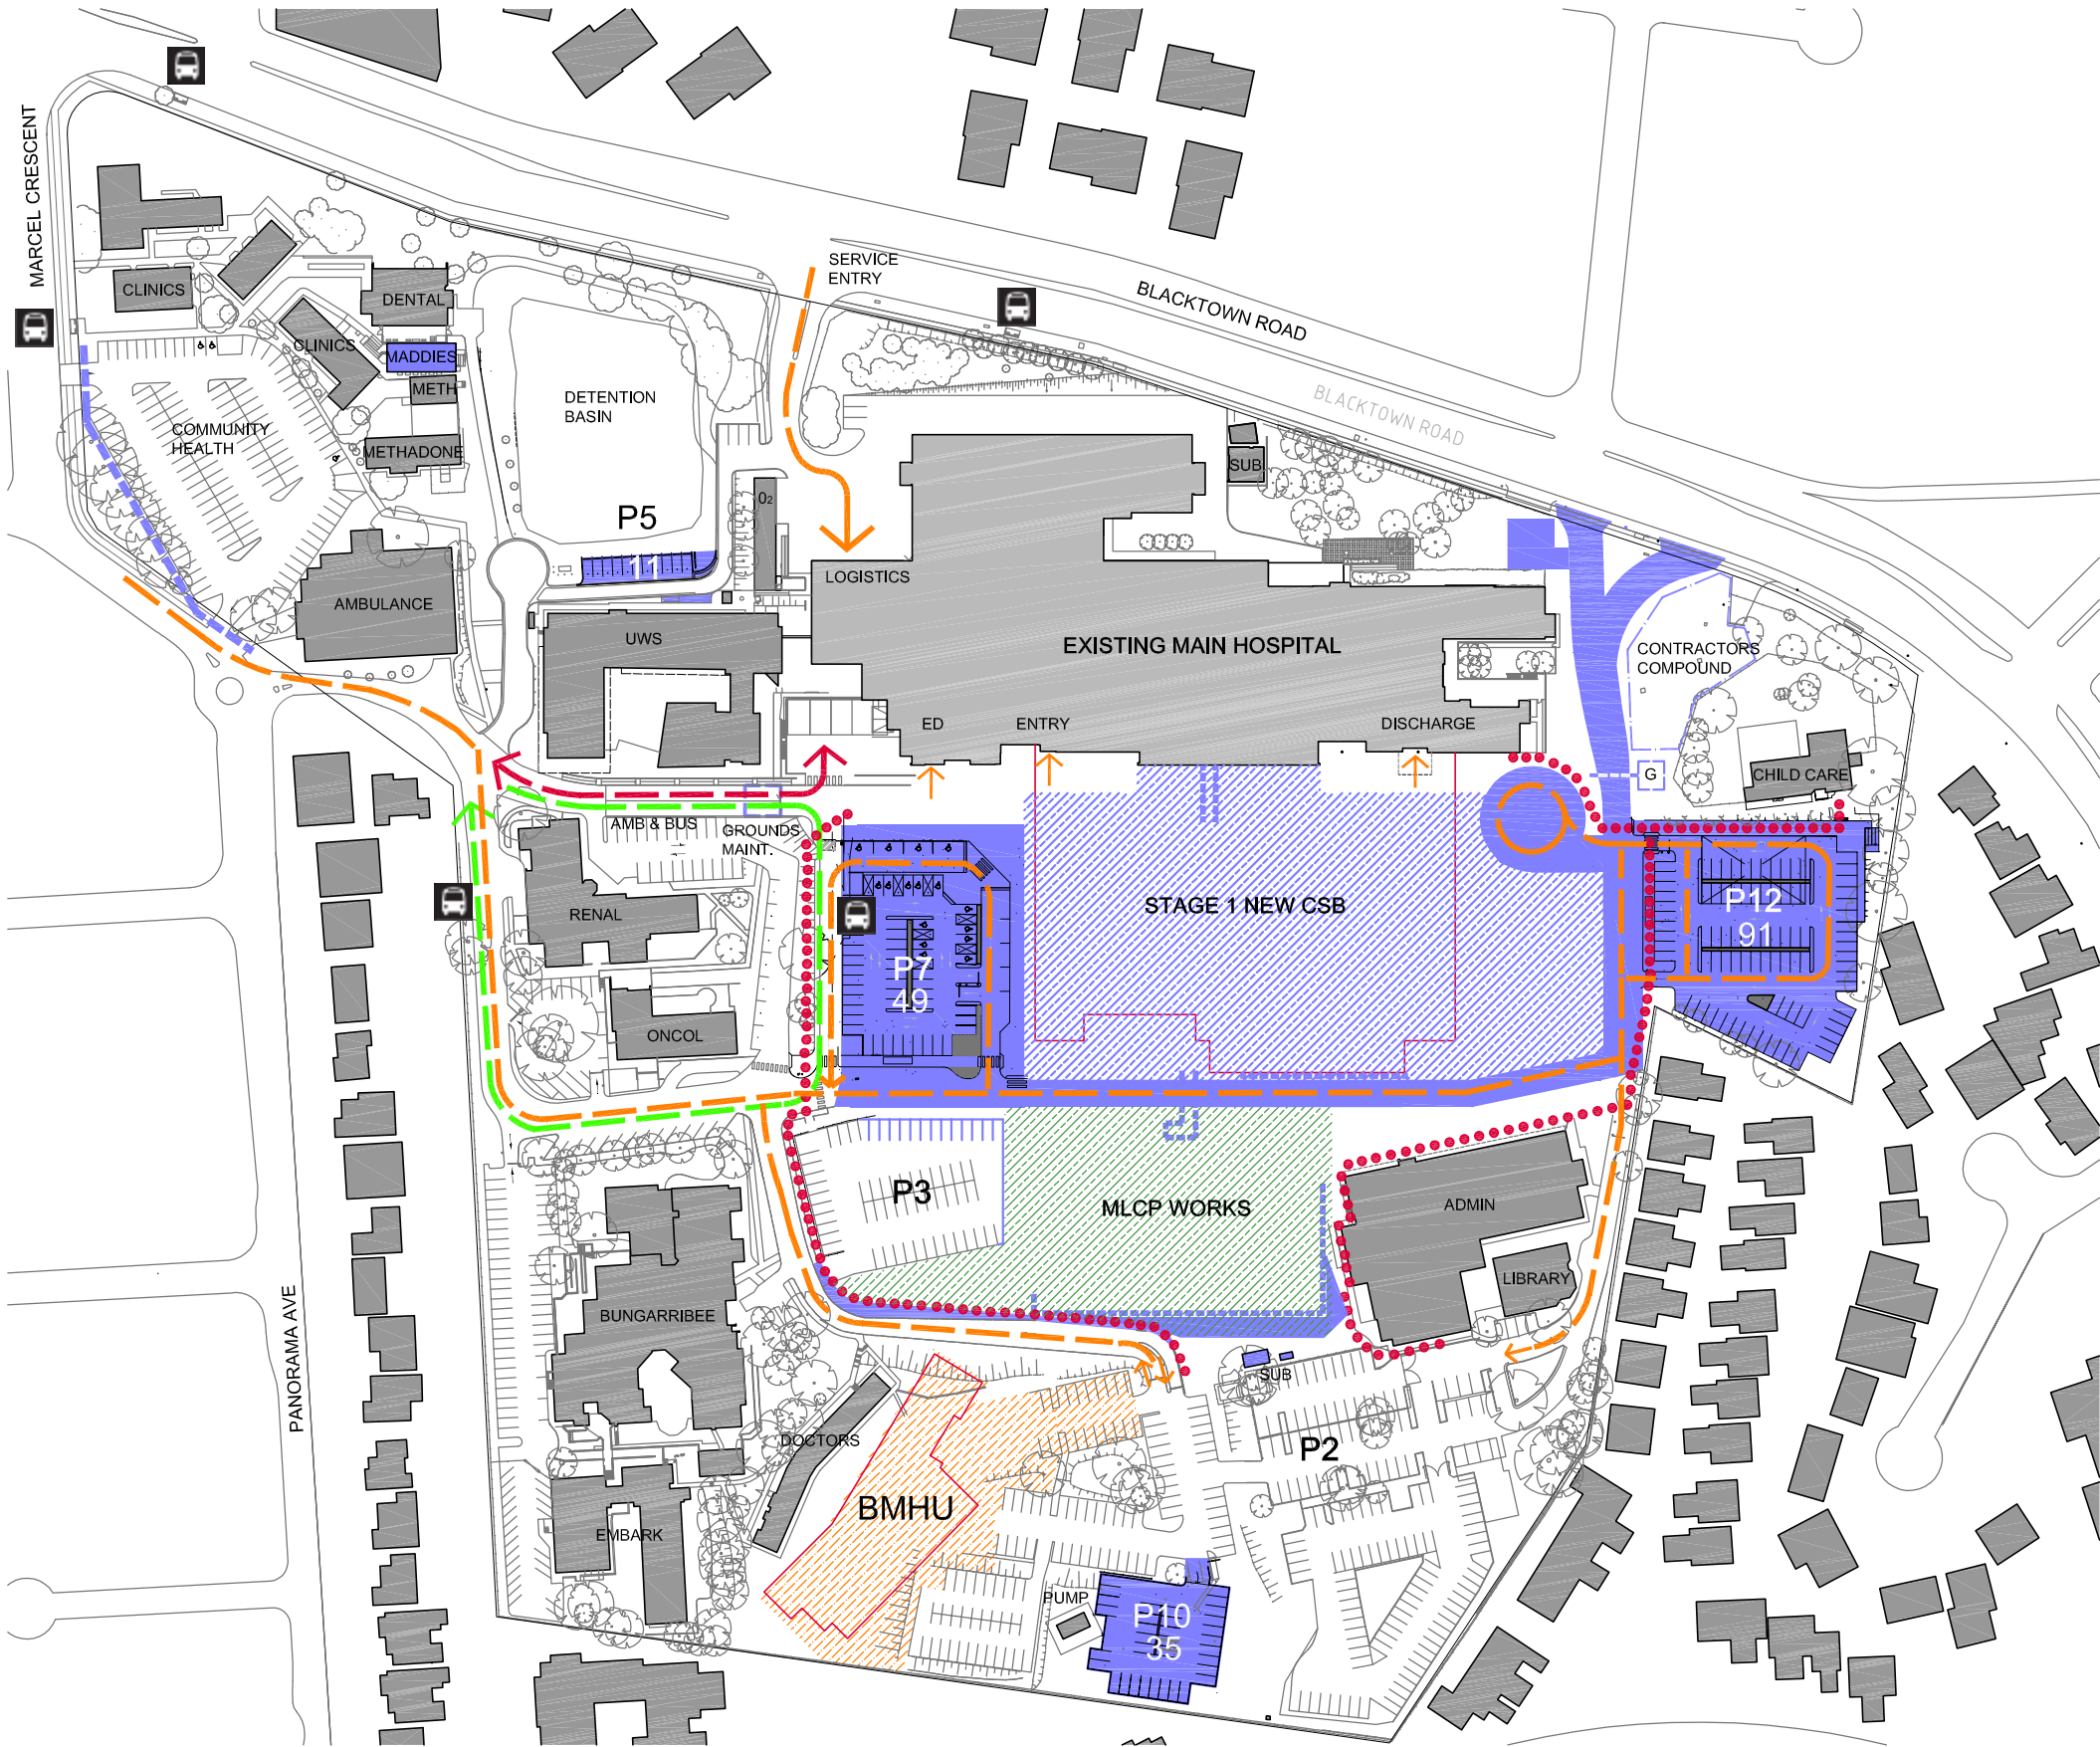 MARCEL CRESCENT
SERVICE
ENTRY
BLACKTOWN ROAD
BLACKTOWN ROAD
CLINICS
DENTAL
CLINICS
MADDIES
METH
DETENTION
BASIN
COMMUNITY
HEALTH
METHADONE
SUB
O2
P5
11
LOGISTICS
AMBULANCE
UWS
EXISTING MAIN HOSPITAL
CONTRACTORS
COMPOUND
ED
ENTRY
DISCHARGE
G
CHILD CARE
AMB & BUS
GROUNDS
MAINT.
RENAL
STAGE 1 NEW CSB
P12
91
P7
49
ONCOL
P3
MLCP WORKS
ADMIN
LIBRARY
BUNGARRIBEE
PANORAMA AVE
SUB
DOCTORS
P2
BMHU
EMBARK
PUMP
P10
35